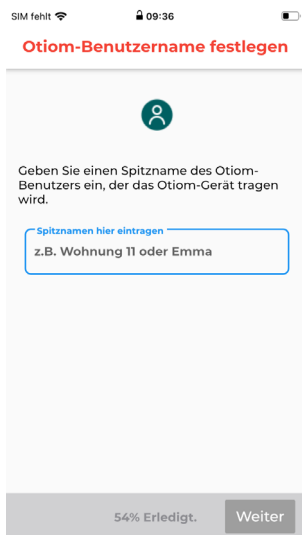 SIM fehlt 09:36
Otiom-Benutzername festlegen
Geben Sie einen Spitzname des Otiom-
Benutzers ein, der das Otiom-Gerät tragen
wird.
Spitznamen hier eintragen
z.B. Wohnung 11 oder Emma
54% Erledigt. Weiter